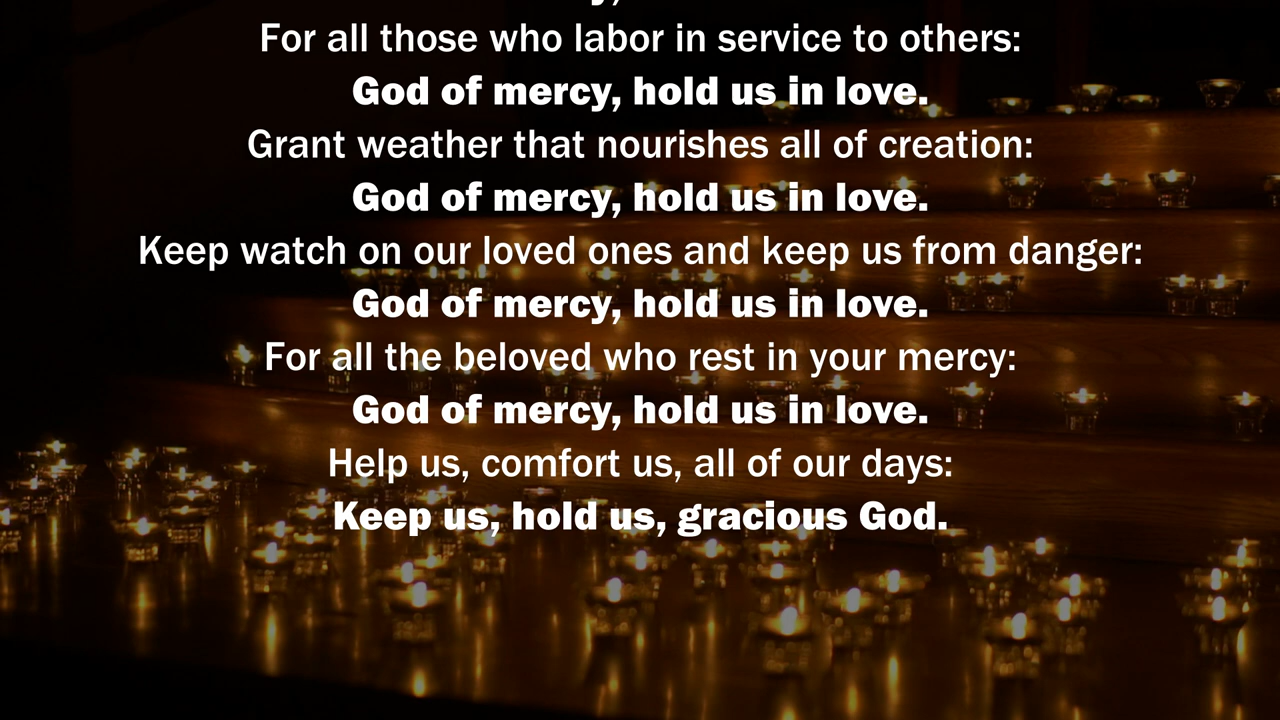 For all those who labor in service to others:
God of mercy, hold us in love.
Grant weather that nourishes all of creation:
God of mercy, hold us in love.
Keep watch on our loved ones and keep us from danger:
God of mercy, hold us in love.
For all the beloved who rest in your mercy:
God of mercy, hold us in love.
Help us, comfort us, all of our days:
Keep us, hold us, gracious God.